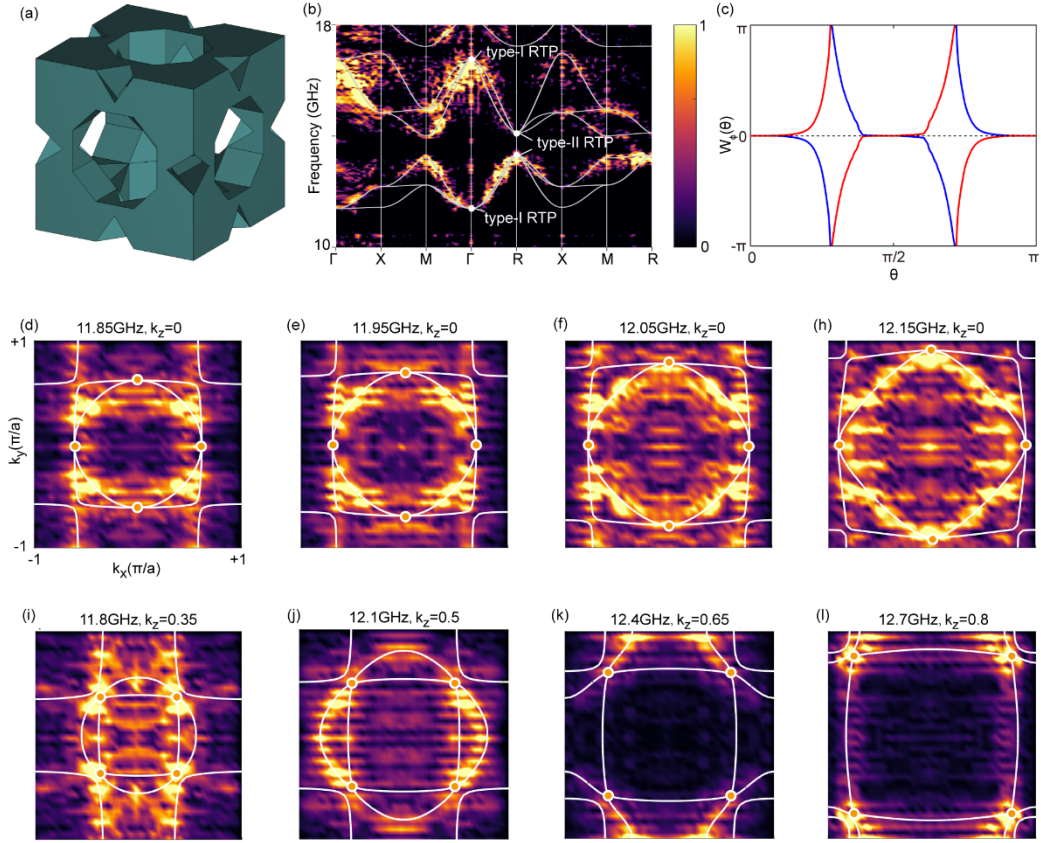 (a)
(b)
18
Frequency (GHz)
10
type-I RTP
type-II RTP
type-I RTP
Γ X M Γ R X M R
1
0
(c)
π
0
-π
W_ϕ(θ)
0 π/2 π
θ
(d)
11.85GHz, k_z=0
+1
k_y(π/a)
-1
-1 +1
k_X(π/a)
(e)
11.95GHz, k_z=0
(f)
12.05GHz, k_z=0
(h)
12.15GHz, k_z=0
(i)
11.8GHz, k_z=0.35
(j)
12.1GHz, k_z=0.5
(k)
12.4GHz, k_z=0.65
(l)
12.7GHz, k_z=0.8